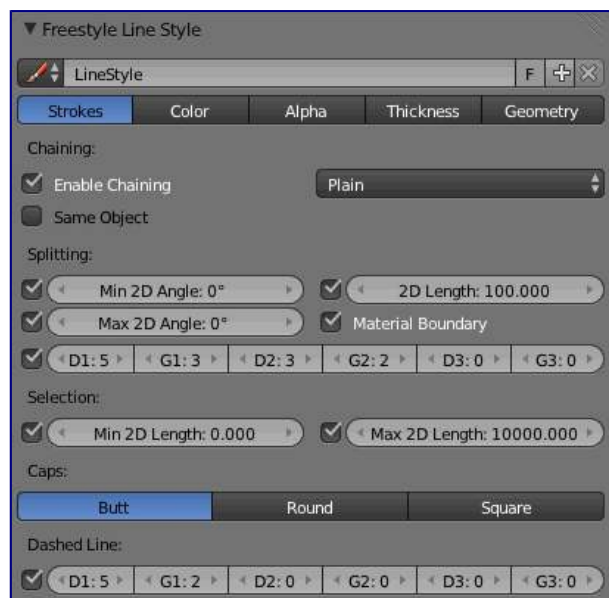 Freestyle Line Style
LineStyle F
Strokes Color Alpha Thickness Geometry
Chaining:
Enable Chaining Plain
Same Object
Splitting:
Min 2D Angle: 0° 2D Length: 100.000
Max 2D Angle: 0° Material Boundary
D1: 5 G1: 3 D2: 3 G2: 2 D3: 0 G3: 0
Selection:
Min 2D Length: 0.000 Max 2D Length: 10000.000
Caps:
Butt Round Square
Dashed Line:
D1: 5 G1: 2 D2: 0 G2: 0 D3: 0 G3: 0